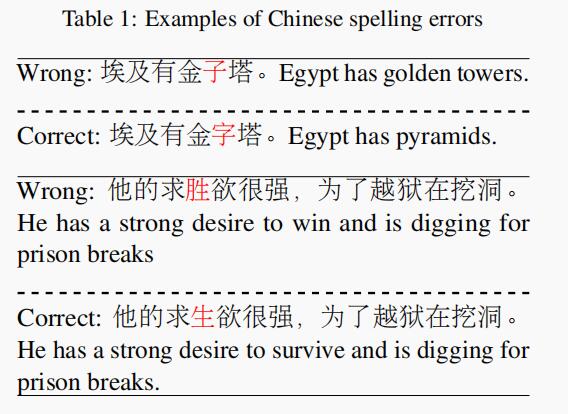 Table 1: Examples of Chinese spelling errors
Wrong: 埃及有金子塔。Egypt has golden towers.
Correct: 埃及有金字塔。Egypt has pyramids.
Wrong: 他的求胜欲很强，为了越狱在挖洞。
He has a strong desire to win and is digging for
prison breaks
Correct: 他的求生欲很强，为了越狱在挖洞。
He has a strong desire to survive and is digging for
prison breaks.